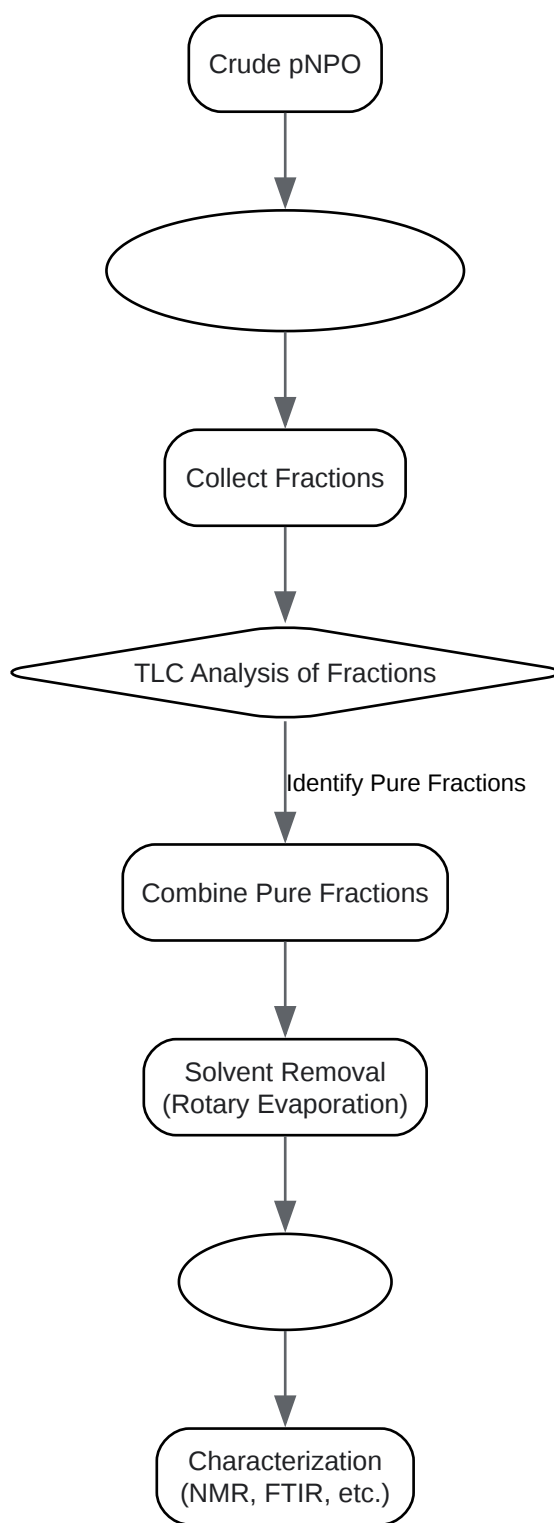 Crude pNPO
Collect Fractions
TLC Analysis of Fractions
Identify Pure Fractions
Combine Pure Fractions
Solvent Removal
(Rotary Evaporation)
Characterization
(NMR, FTIR, etc.)